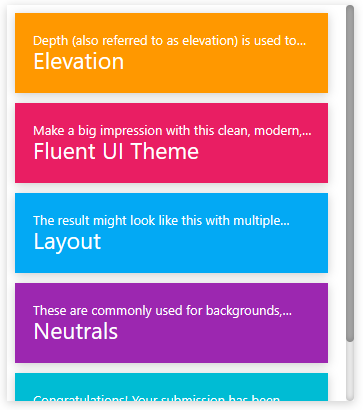 Depth (also referred to as elevation) is used to...
Elevation
Make a big impression with this clean, modern,...
Fluent UI Theme
The result might look like this with multiple...
Layout
These are commonly used for backgrounds,...
Neutrals
Congratulations! Your submission has been